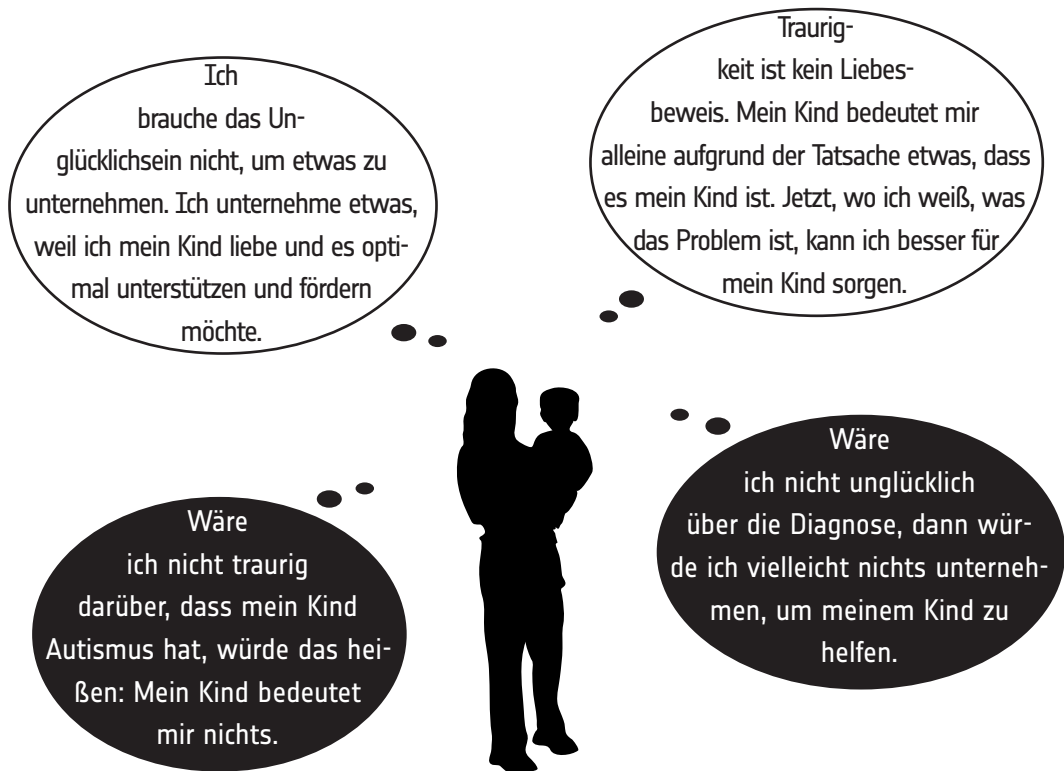 Ich
brauche das Un-
glücklichsein nicht, um etwas zu
unternehmen. Ich unternehme etwas,
weil ich mein Kind liebe und es opti-
mal unterstützen und fördern
möchte.
Traurig-
keit ist kein Liebes-
beweis. Mein Kind bedeutet mir
alleine aufgrund der Tatsache etwas, dass
es mein Kind ist. Jetzt, wo ich weiß, was
das Problem ist, kann ich besser für
mein Kind sorgen.
Wäre
ich nicht traurig
darüber, dass mein Kind
Autismus hat, würde das hei-
ßen: Mein Kind bedeutet
mir nichts.
Wäre
ich nicht unglücklich
über die Diagnose, dann wür-
de ich vielleicht nichts unterneh-
men, um meinem Kind zu
helfen.